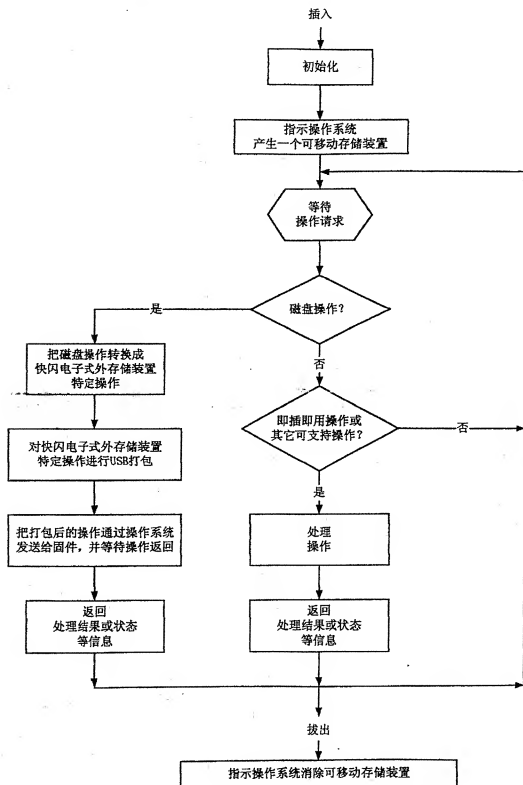 插入
初始化
指示操作系统
产生一个可移动存储装置
等待
操作请求
磁盘操作？
是
否
把磁盘操作转换成
快闪电子式外存储装置
特定操作
即插即用操作或
其它可支持操作？
否
对快闪电子式外存储装置
特定操作进行USB打包
是
把打包后的操作通过操作系统
发送给固件，并等待操作返回
处理
操作
返回
处理结果或状态
等信息
返回
处理结果或状态
等信息
拔出
指示操作系统消除可移动存储装置